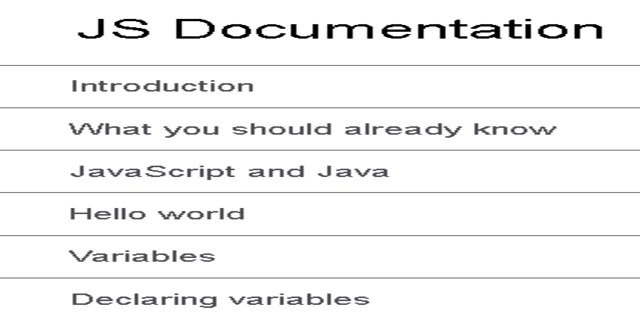 JS Documentation
Introduction
What you should already know
JavaScript and Java
Hello world
Variables
Declaring variables